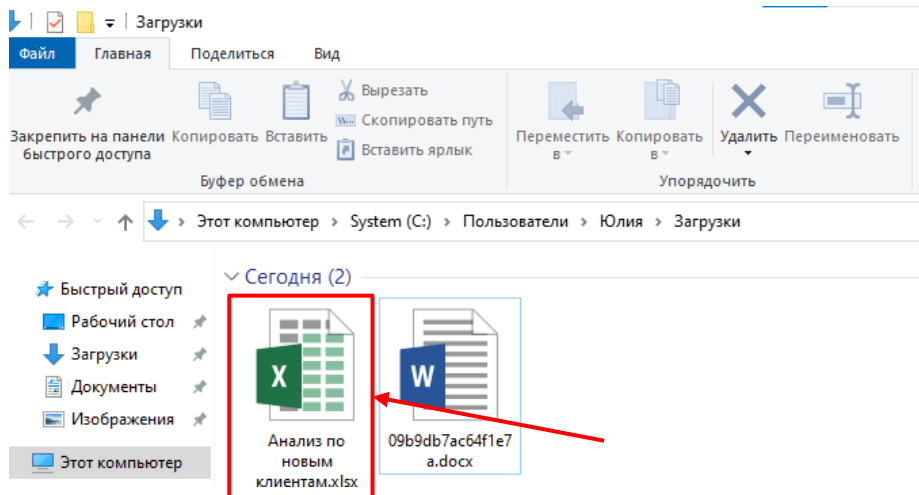 Загрузки
Файл Главная Поделиться Вид
Закрепить на панели быстрого доступа
Копировать
Вставить
Вырезать
Скопировать путь
Вставить ярлык
Переместить в
Копировать в
Удалить
Переименовать
Буфер обмена
Упорядочить
Этот компьютер > System (C:) > Пользователи > Юлия > Загрузки
Быстрый доступ
Рабочий стол
Загрузки
Документы
Изображения
Этот компьютер
Сегодня (2)
X
Анализ по
новым
клиентам.xlsx
W
09b9db7ac64f1e7
a.docx